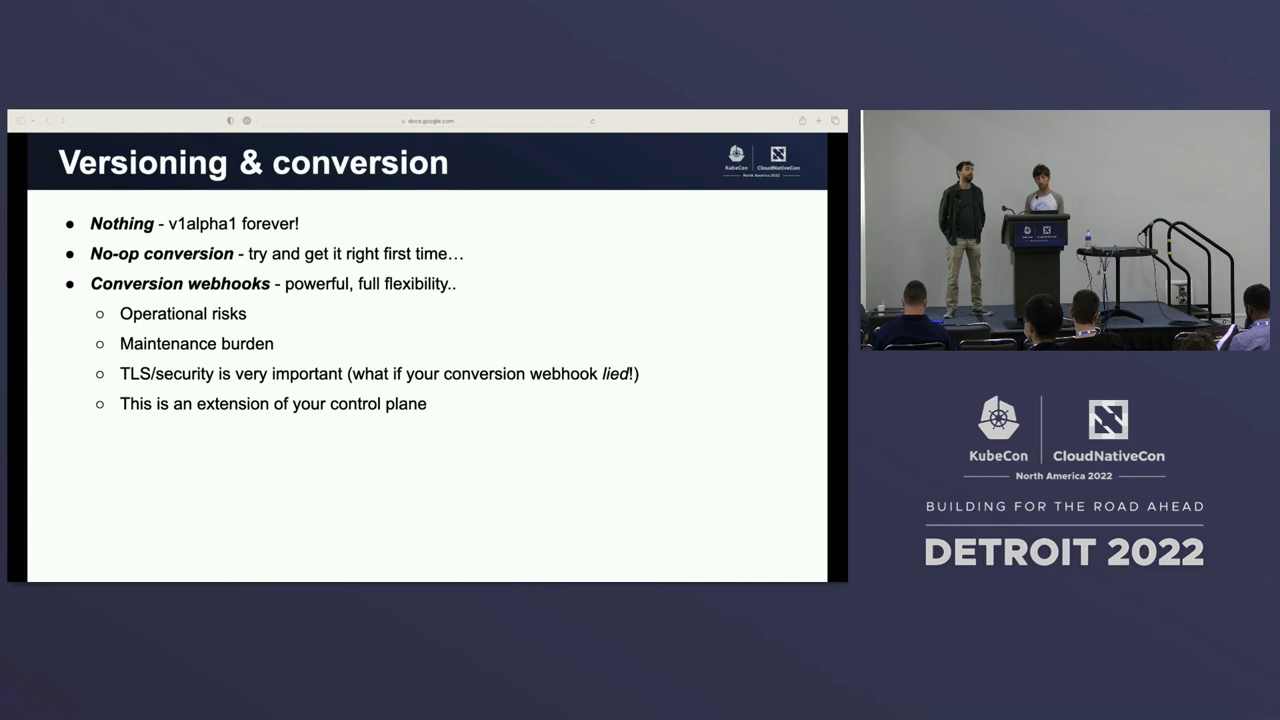 docs.google.com
Versioning & conversion
KubeCon
CloudNativeCon
North America 2022
● Nothing - v1alpha1 forever!
● No-op conversion - try and get it right first time…
● Conversion webhooks - powerful, full flexibility..
○ Operational risks
○ Maintenance burden
○ TLS/security is very important (what if your conversion webhook lied!)
○ This is an extension of your control plane
KubeCon
CloudNativeCon
North America 2022
BUILDING FOR THE ROAD AHEAD
DETROIT 2022